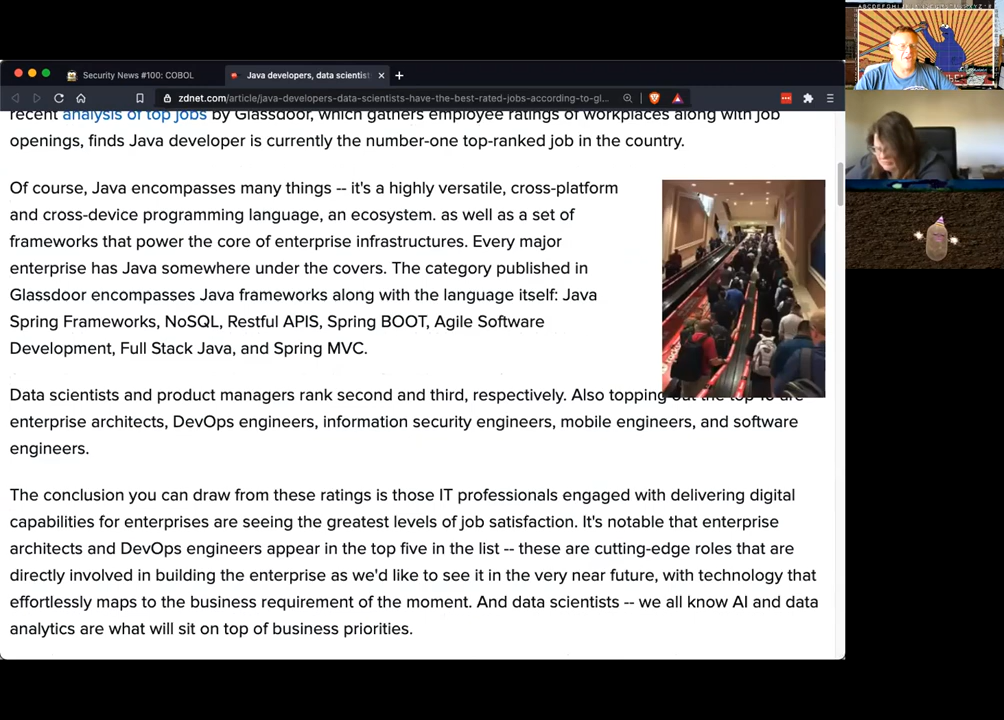 ABCDEFGHIJKLMNOPQRSTUVWXYZ
Security News #100: COBOL
Java developers, data scientist
zdnet.com/article/java-developers-data-scientists-have-the-best-rated-jobs-according-to-gl...
recent analysis of top jobs by Glassdoor, which gathers employee ratings of workplaces along with job
openings, finds Java developer is currently the number-one top-ranked job in the country.
Of course, Java encompasses many things -- it's a highly versatile, cross-platform
and cross-device programming language, an ecosystem. as well as a set of
frameworks that power the core of enterprise infrastructures. Every major
enterprise has Java somewhere under the covers. The category published in
Glassdoor encompasses Java frameworks along with the language itself: Java
Spring Frameworks, NoSQL, Restful APIS, Spring BOOT, Agile Software
Development, Full Stack Java, and Spring MVC.
Data scientists and product managers rank second and third, respectively. Also topping out the top 10 are
enterprise architects, DevOps engineers, information security engineers, mobile engineers, and software
engineers.
The conclusion you can draw from these ratings is those IT professionals engaged with delivering digital
capabilities for enterprises are seeing the greatest levels of job satisfaction. It's notable that enterprise
architects and DevOps engineers appear in the top five in the list -- these are cutting-edge roles that are
directly involved in building the enterprise as we'd like to see it in the very near future, with technology that
effortlessly maps to the business requirement of the moment. And data scientists -- we all know AI and data
analytics are what will sit on top of business priorities.